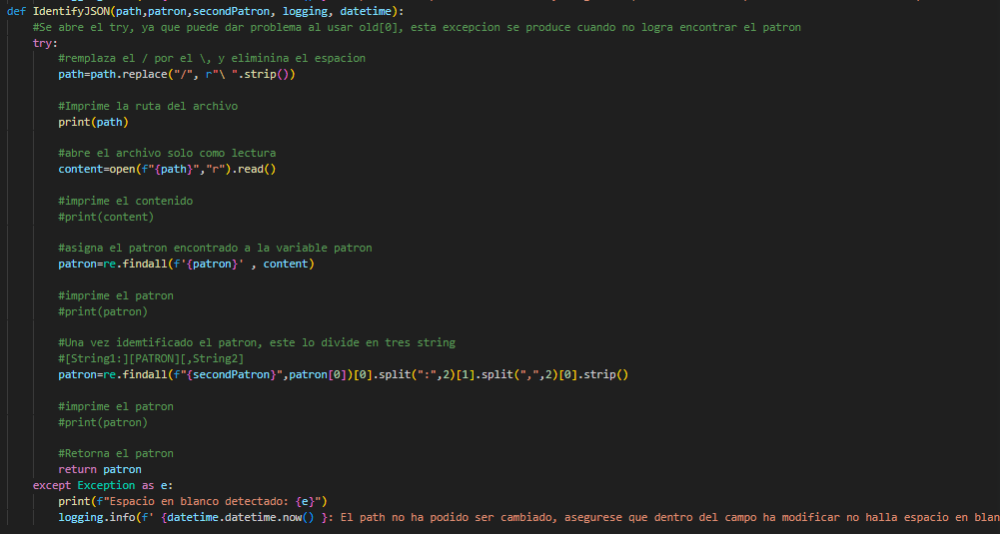 def IdentifyJSON(path,patron,secondPatron, logging, datetime):
#Se abre el try, ya que puede dar problema al usar old[0], esta excepcion se produce cuando no logra encontrar el patron
try:
#remplaza el / por el \, y eliminina el espacion
path=path.replace("/", r"\ ".strip())
#Imprime la ruta del archivo
print(path)
#abre el archivo solo como lectura
content=open(f"{path}","r").read()
#imprime el contenido
#print(content)
#asigna el patron encontrado a la variable patron
patron=re.findall(f'{patron}' , content)
#imprime el patron
#print(patron)
#Una vez idemtificado el patron, este lo divide en tres string
#[String1:][PATRON][,String2]
patron=re.findall(f"{secondPatron}",patron[0])[0].split(":",2)[1].split(",",2)[0].strip()
#imprime el patron
#print(patron)
#Retorna el patron
return patron
except Exception as e:
print(f"Espacio en blanco detectado: {e}")
logging.info(f' {datetime.datetime.now() }: El path no ha podido ser cambiado, asegurese que dentro del campo ha modificar no halla espacio en blan